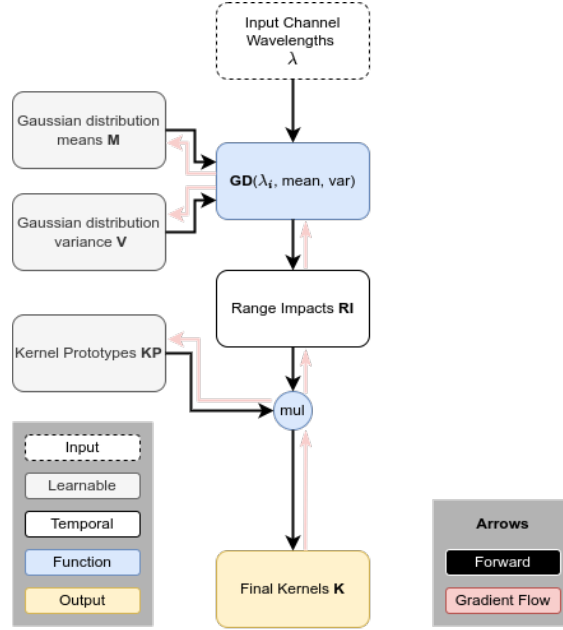 Input Channel
Wavelengths
λ
Gaussian distribution
means M
GD(λi, mean, var)
Gaussian distribution
variance V
Range Impacts RI
Kernel Prototypes KP
mul
Input
Learnable
Temporal
Function
Output
Final Kernels K
Arrows
Forward
Gradient Flow